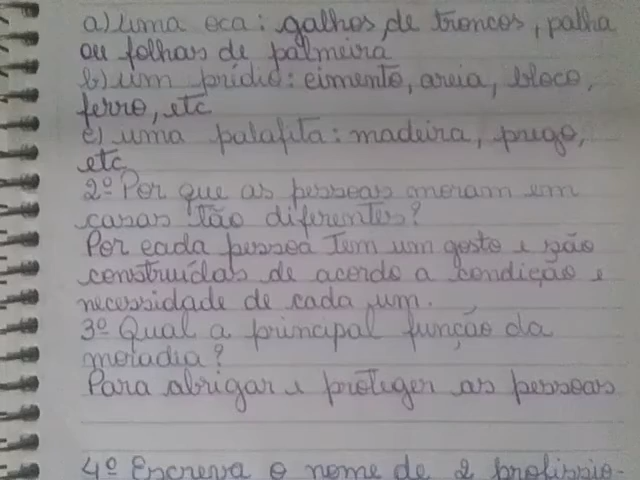 a) uma oca: galhos, de troncos, palha
ou folhas de palmeira
b) um prídio: cimento, areia, bloco,
ferro, etc
c) uma palafita: madeira, prego,
etc
2º Por que as pessoas moram em
casas tão diferentes?
Por cada pessoa tem um gosto e são
construídas de acordo a condição e
necessidade de cada um.
3º Qual a principal função da
moradia?
Para abrigar e proteger as pessoas
4º Escreva o nome de 2 profissio-